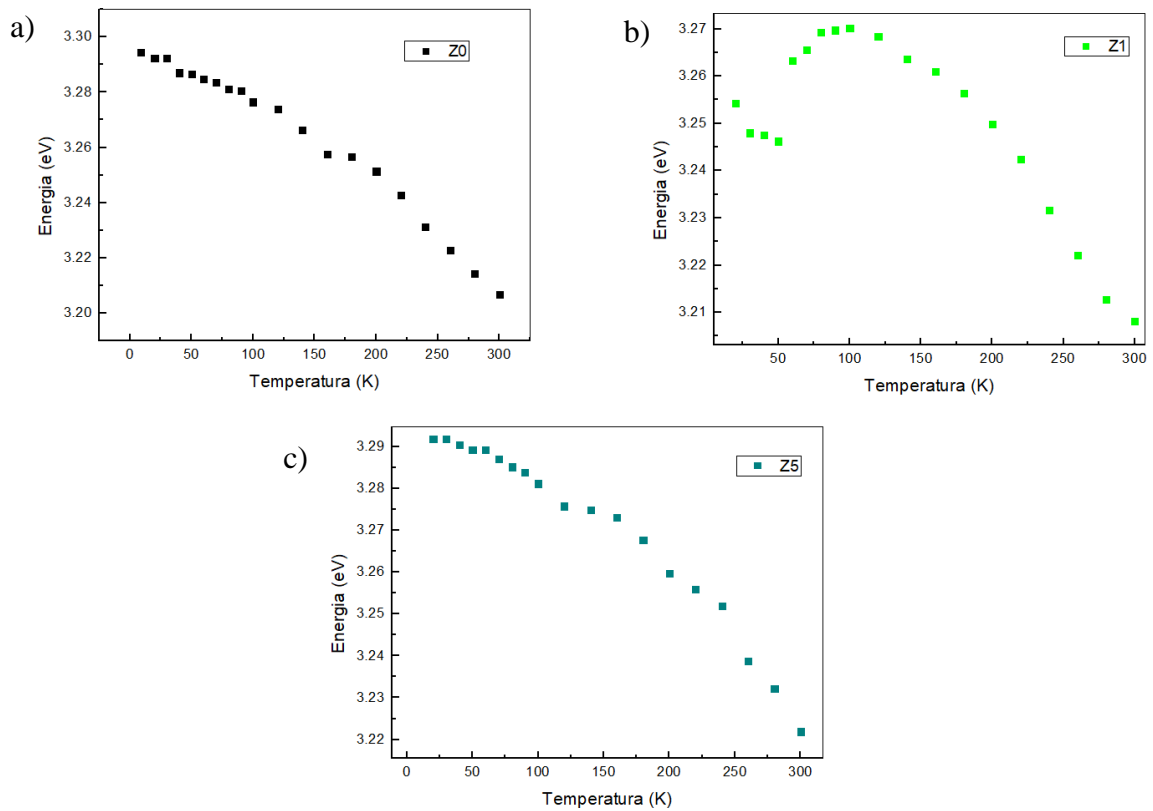 a)
Z0
3.30
3.28
3.26
3.24
3.22
3.20
Energia (eV)
0 50 100 150 200 250 300
Temperatura (K)
b)
Z1
3.27
3.26
3.25
3.24
3.23
3.22
3.21
Energia (eV)
50 100 150 200 250 300
Temperatura (K)
c)
Z5
3.29
3.28
3.27
3.26
3.25
3.24
3.23
3.22
Energia (eV)
0 50 100 150 200 250 300
Temperatura (K)